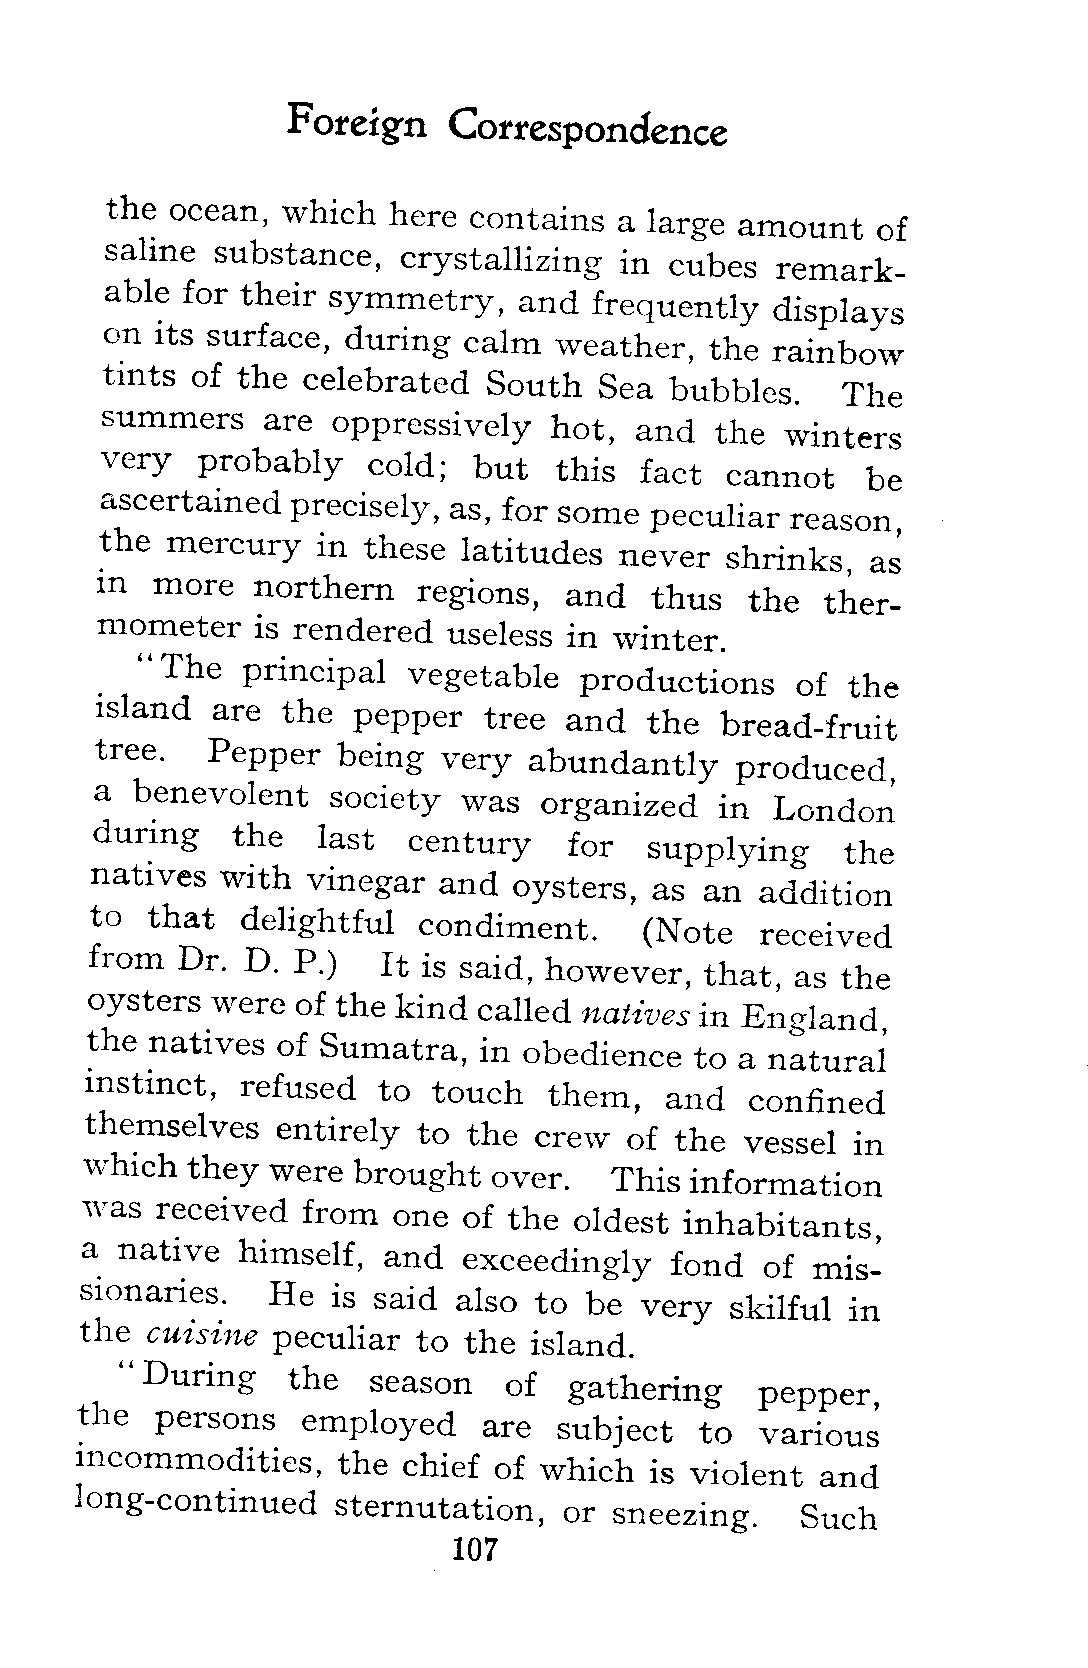 Foreign Correspondence
the ocean, which here contains a large amount of
saline substance, crystallizing in cubes remark-
able for their symmetry, and frequently displays
on its surface, during calm weather, the rainbow
tints of the celebrated South Sea bubbles. The
summers are oppressively hot, and the winters
very probably cold; but this fact cannot be
ascertained precisely, as, for some peculiar reason,
the mercury in these latitudes never shrinks, as
in more northern regions, and thus the ther-
mometer is rendered useless in winter.
“The principal vegetable productions of the
island are the pepper tree and the bread-fruit
tree. Pepper being very abundantly produced,
a benevolent society was organized in London
during the last century for supplying the
natives with vinegar and oysters, as an addition
to that delightful condiment. (Note received
from Dr. D. P.) It is said, however, that, as the
oysters were of the kind called natives in England,
the natives of Sumatra, in obedience to a natural
instinct, refused to touch them, and confined
themselves entirely to the crew of the vessel in
which they were brought over. This information
was received from one of the oldest inhabitants,
a native himself, and exceedingly fond of mis-
sionaries. He is said also to be very skilful in
the cuisine peculiar to the island.
“During the season of gathering pepper,
the persons employed are subject to various
incommodities, the chief of which is violent and
long-continued sternutation, or sneezing. Such
107